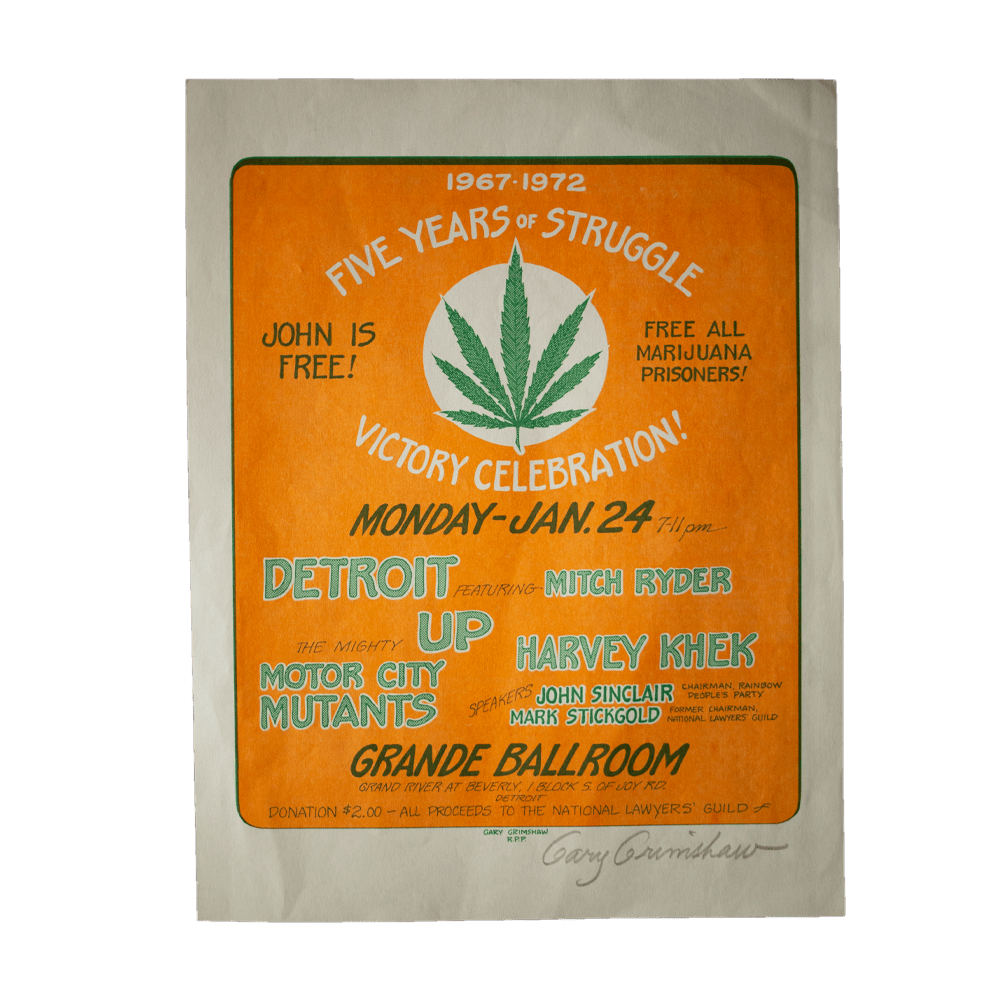 1967·1972
FIVE YEARS OF STRUGGLE
JOHN IS
FREE!
FREE ALL
MARIJUANA
PRISONERS!
VICTORY CELEBRATION!
MONDAY-JAN. 24 7-11 pm
DETROIT FEATURING MITCH RYDER
THE MIGHTY UP
HARVEY KHEK
MOTOR CITY
MUTANTS
SPEAKERS JOHN SINCLAIR CHAIRMAN, RAINBOW
PEOPLE'S PARTY
MARK STICKGOLD FORMER CHAIRMAN,
NATIONAL LAWYERS GUILD
GRANDE BALLROOM
GRAND RIVER AT BEVERLY, 1 BLOCK S. OF JOY RD.
DETROIT
DONATION $2.00 – ALL PROCEEDS TO THE NATIONAL LAWYERS' GUILD
GARY GRIMSHAW
R.P.P.
Gary Grimshaw